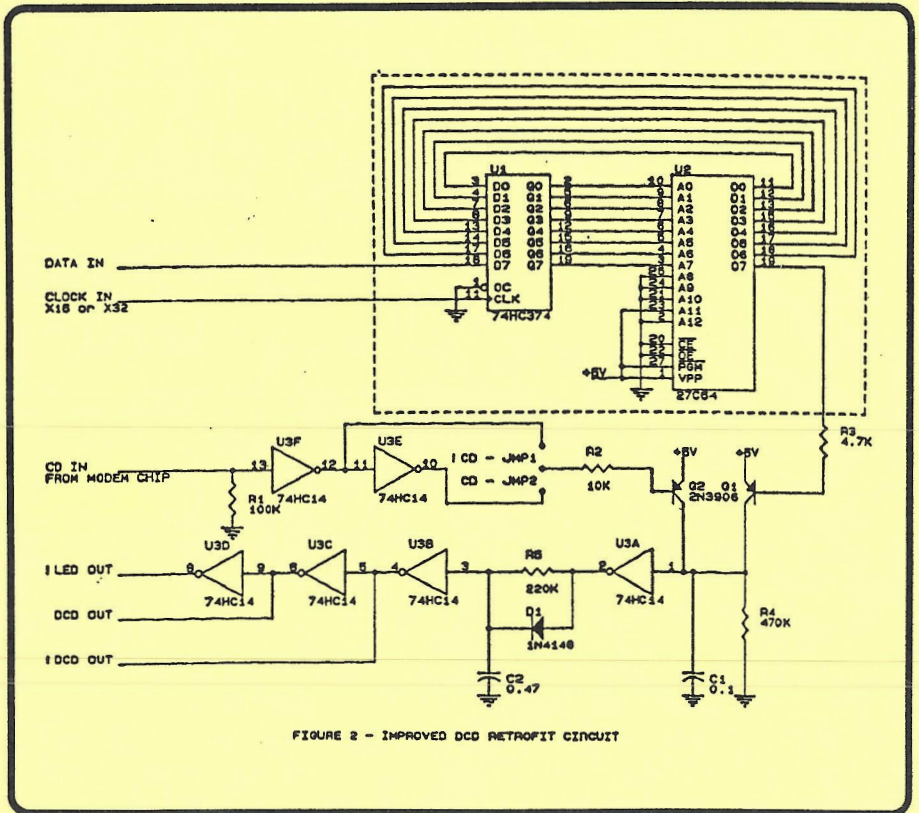 U1
U2
3 D0 Q0 2 10 A0 O0 11
4 D1 Q1 5 9 A1 O1 12
7 D2 Q2 6 8 A2 O2 13
8 D3 Q3 9 7 A3 O3 15
13 D4 Q4 12 6 A4 O4 16
14 D5 Q5 15 5 A5 O5 17
17 D6 Q6 16 4 A6 O6 18
18 D7 Q7 19 3 A7 O7 19
DATA IN
25 A8
1 OC 24 A9
CLOCK IN
11 CLK 21 A10
X16 or X32
23 A11
74HC374
2 A12
20 CE
22 OE
27 PGM
+5V 1 VPP
27C64
R3
4.7K
U3F
U3E
CD IN
FROM MODEM CHIP
13 12 11 10
74HC14
74HC14
R1
100K
!CD - JMP1
CD - JMP2
R2
10K
+5V
+5V
Q2 Q1
2N3906
U3D
U3C
U3B
R5
U3A
!LED OUT
8 9 6 5 4 3 2 1
74HC14
74HC14
74HC14
220K
74HC14
DCD OUT
D1
1N4148
R4
470K
!DCD OUT
C2
0.47
C1
0.1
FIGURE 2 - IMPROVED DCD RETROFIT CIRCUIT